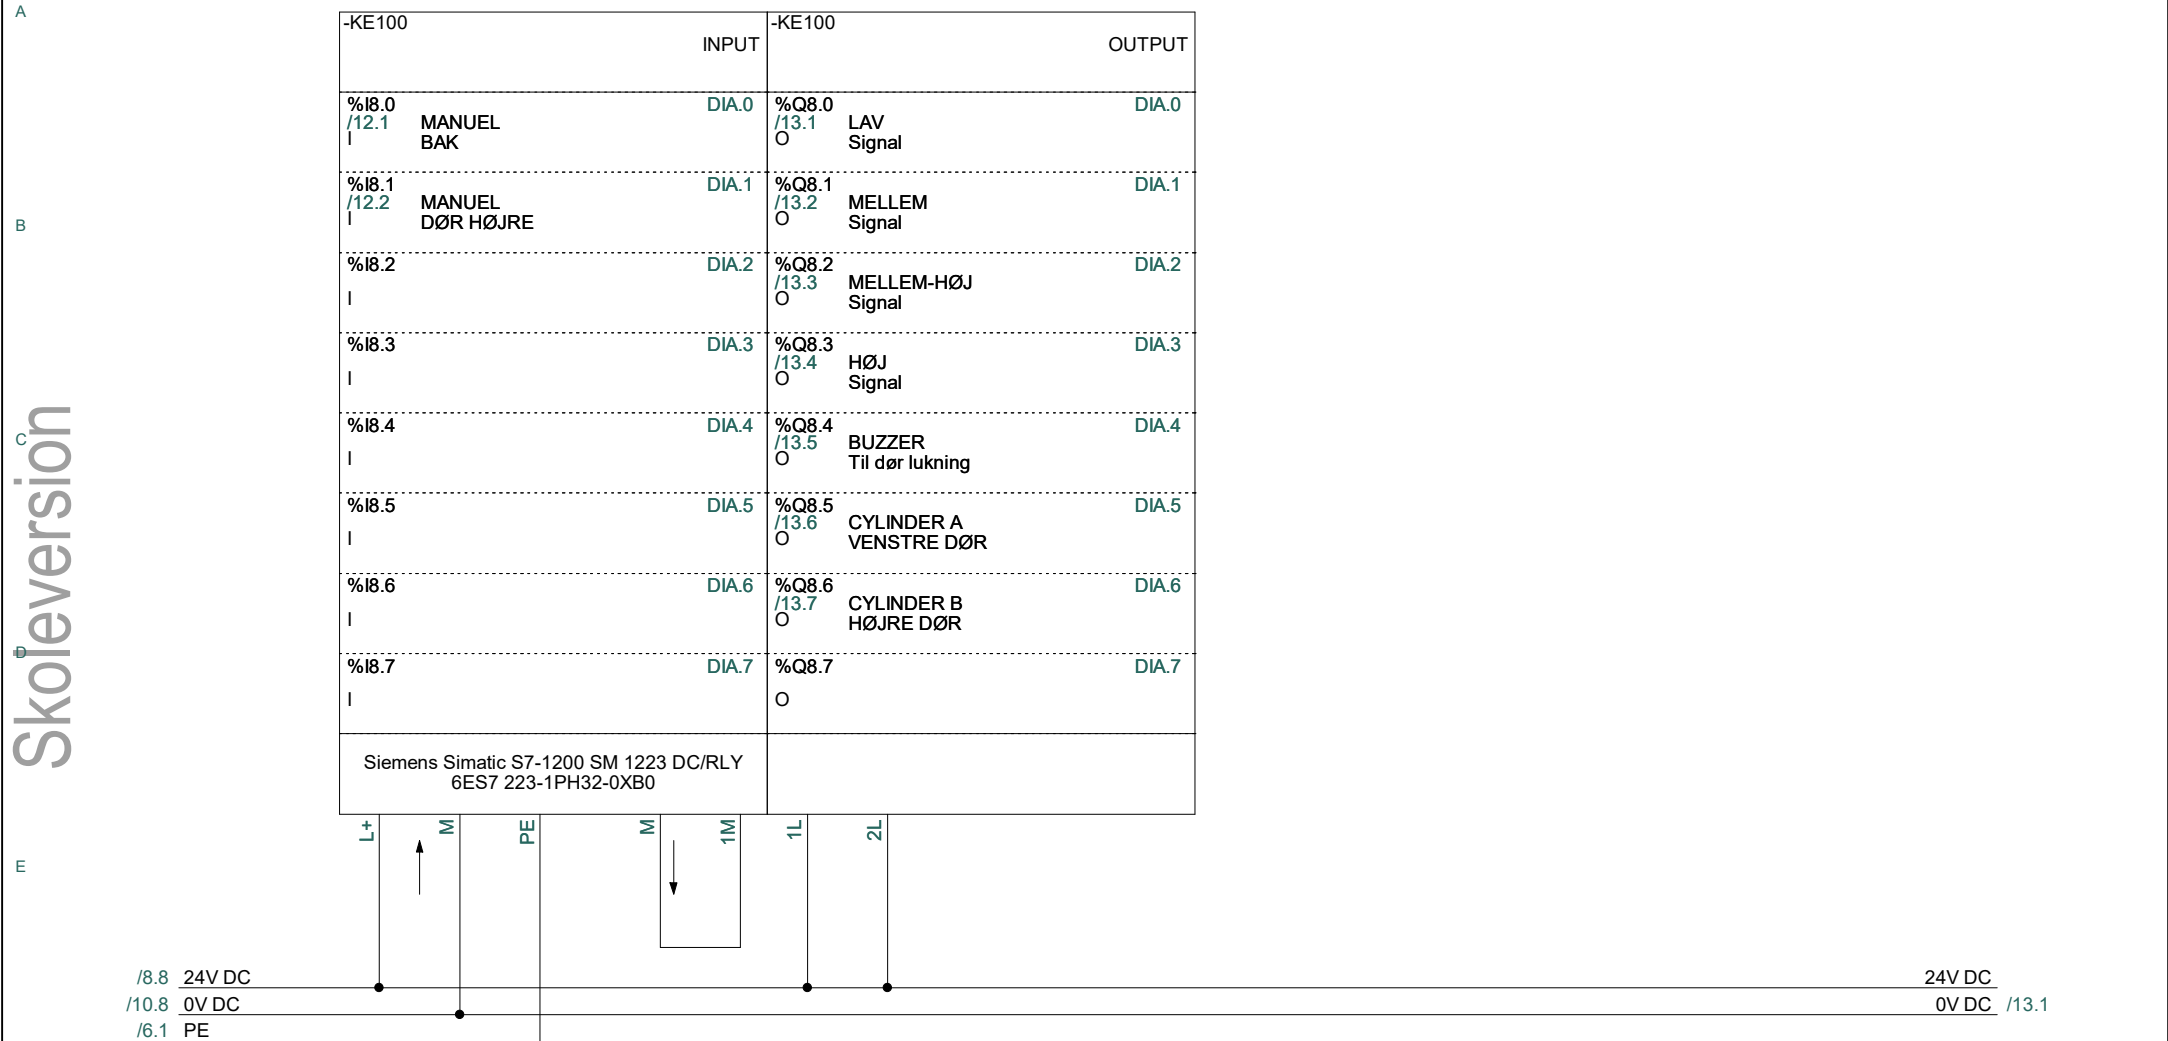 A
-KE100
INPUT
-KE100
OUTPUT
%I8.0 DIA.0
/12.1 MANUEL
I BAK
%Q8.0 DIA.0
/13.1 LAV
O Signal
%I8.1 DIA.1
/12.2 MANUEL
I DØR HØJRE
%Q8.1 DIA.1
/13.2 MELLEM
O Signal
B
%I8.2 DIA.2
I
%Q8.2 DIA.2
/13.3 MELLEM-HØJ
O Signal
%I8.3 DIA.3
I
%Q8.3 DIA.3
/13.4 HØJ
O Signal
C
%I8.4 DIA.4
I
%Q8.4 DIA.4
/13.5 BUZZER
O Til dør lukning
%I8.5 DIA.5
I
%Q8.5 DIA.5
/13.6 CYLINDER A
O VENSTRE DØR
Skoleversion
%I8.6 DIA.6
I
%Q8.6 DIA.6
/13.7 CYLINDER B
O HØJRE DØR
D
%I8.7 DIA.7
I
%Q8.7 DIA.7
O
Siemens Simatic S7-1200 SM 1223 DC/RLY
6ES7 223-1PH32-0XB0
L+ M PE M 1M 1L 2L
E
/8.8 24V DC 24V DC
/10.8 0V DC 0V DC /13.1
/6.1 PE